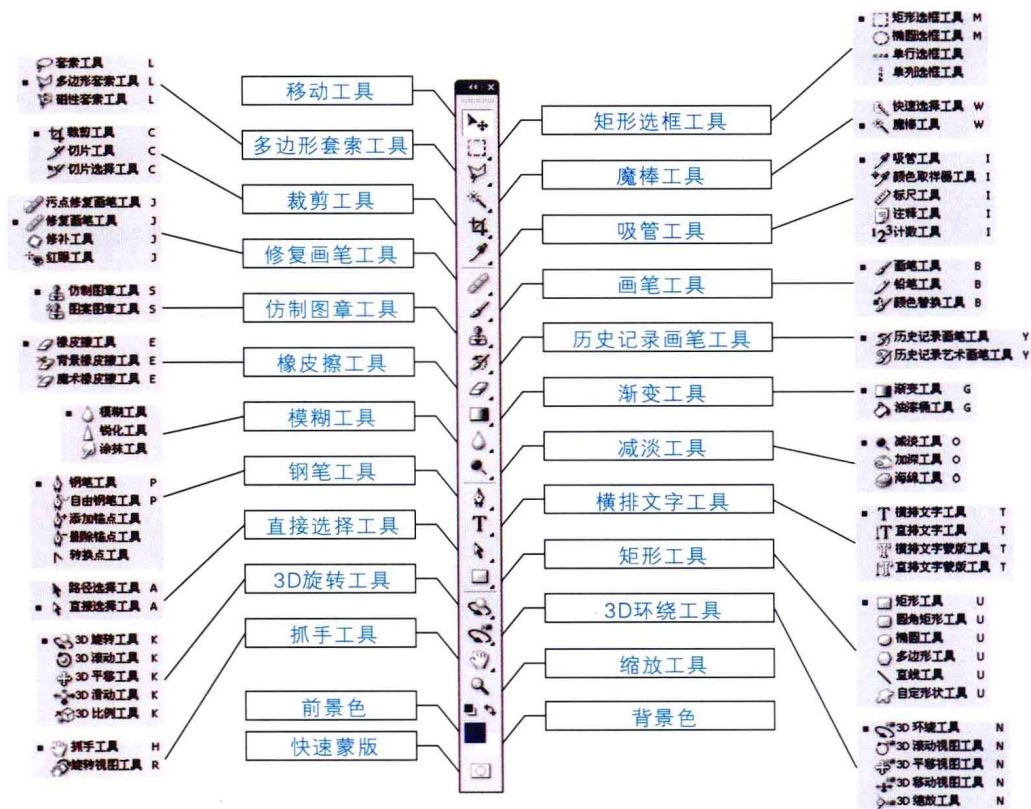 套索工具 L
多边形套索工具 L
磁性套索工具 L
裁剪工具 C
切片工具 C
切片选择工具 C
污点修复画笔工具 J
修复画笔工具 J
修补工具 J
红眼工具 J
仿制图章工具 S
图案图章工具 S
橡皮擦工具 E
背景橡皮擦工具 E
魔术橡皮擦工具 E
模糊工具
锐化工具
涂抹工具
钢笔工具 P
自由钢笔工具 P
添加锚点工具
删除锚点工具
转换点工具
路径选择工具 A
直接选择工具 A
3D 旋转工具 K
3D 滚动工具 K
3D 平移工具 K
3D 滑动工具 K
3D 比例工具 K
抓手工具 H
旋转视图工具 R
移动工具
多边形套索工具
裁剪工具
修复画笔工具
仿制图章工具
橡皮擦工具
模糊工具
钢笔工具
直接选择工具
3D旋转工具
抓手工具
前景色
快速蒙版
矩形选框工具
魔棒工具
吸管工具
画笔工具
历史记录画笔工具
渐变工具
减淡工具
横排文字工具
矩形工具
3D环绕工具
缩放工具
背景色
矩形选框工具 M
椭圆选框工具 M
单行选框工具
单列选框工具
快速选择工具 W
魔棒工具 W
吸管工具 I
颜色取样器工具 I
标尺工具 I
注释工具 I
123 计数工具 I
画笔工具 B
铅笔工具 B
颜色替换工具 B
历史记录画笔工具 Y
历史记录艺术画笔工具 Y
渐变工具 G
油漆桶工具 G
减淡工具 O
加深工具 O
海绵工具 O
T 横排文字工具 T
T 直排文字工具 T
横排文字蒙版工具 T
直排文字蒙版工具 T
矩形工具 U
圆角矩形工具 U
椭圆工具 U
多边形工具 U
直线工具 U
自定形状工具 U
3D 环绕工具 N
3D 滚动视图工具 N
3D 平移视图工具 N
3D 移动视图工具 N
3D 缩放工具 N